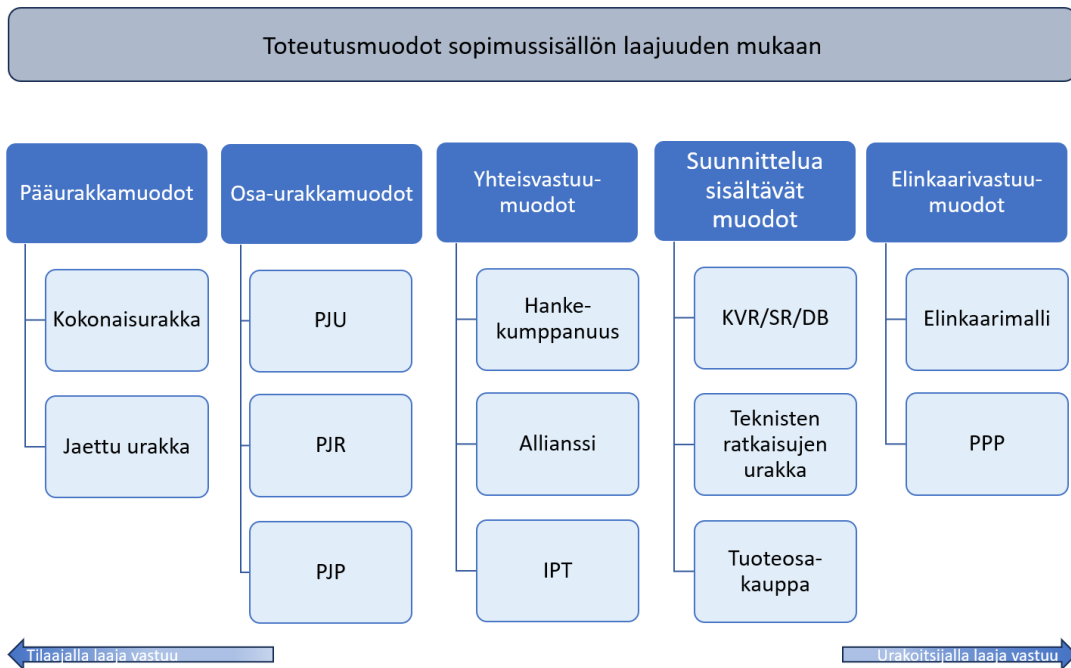 Toteutusmuodot sopimussisällön laajuuden mukaan
Pääurakkamuodot
Kokonaisurakka
Jaettu urakka
Osa-urakkamuodot
PJU
PJR
PJP
Yhteisvastuu-
muodot
Hanke-
kumppanuus
Allianssi
IPT
Suunnittelua
sisältävät
muodot
KVR/SR/DB
Teknisten
ratkaisujen
urakka
Tuoteosa-
kauppa
Elinkaarivastuu-
muodot
Elinkaarimalli
PPP
Tilaajalla laaja vastuu
Urakoitsijalla laaja vastuu